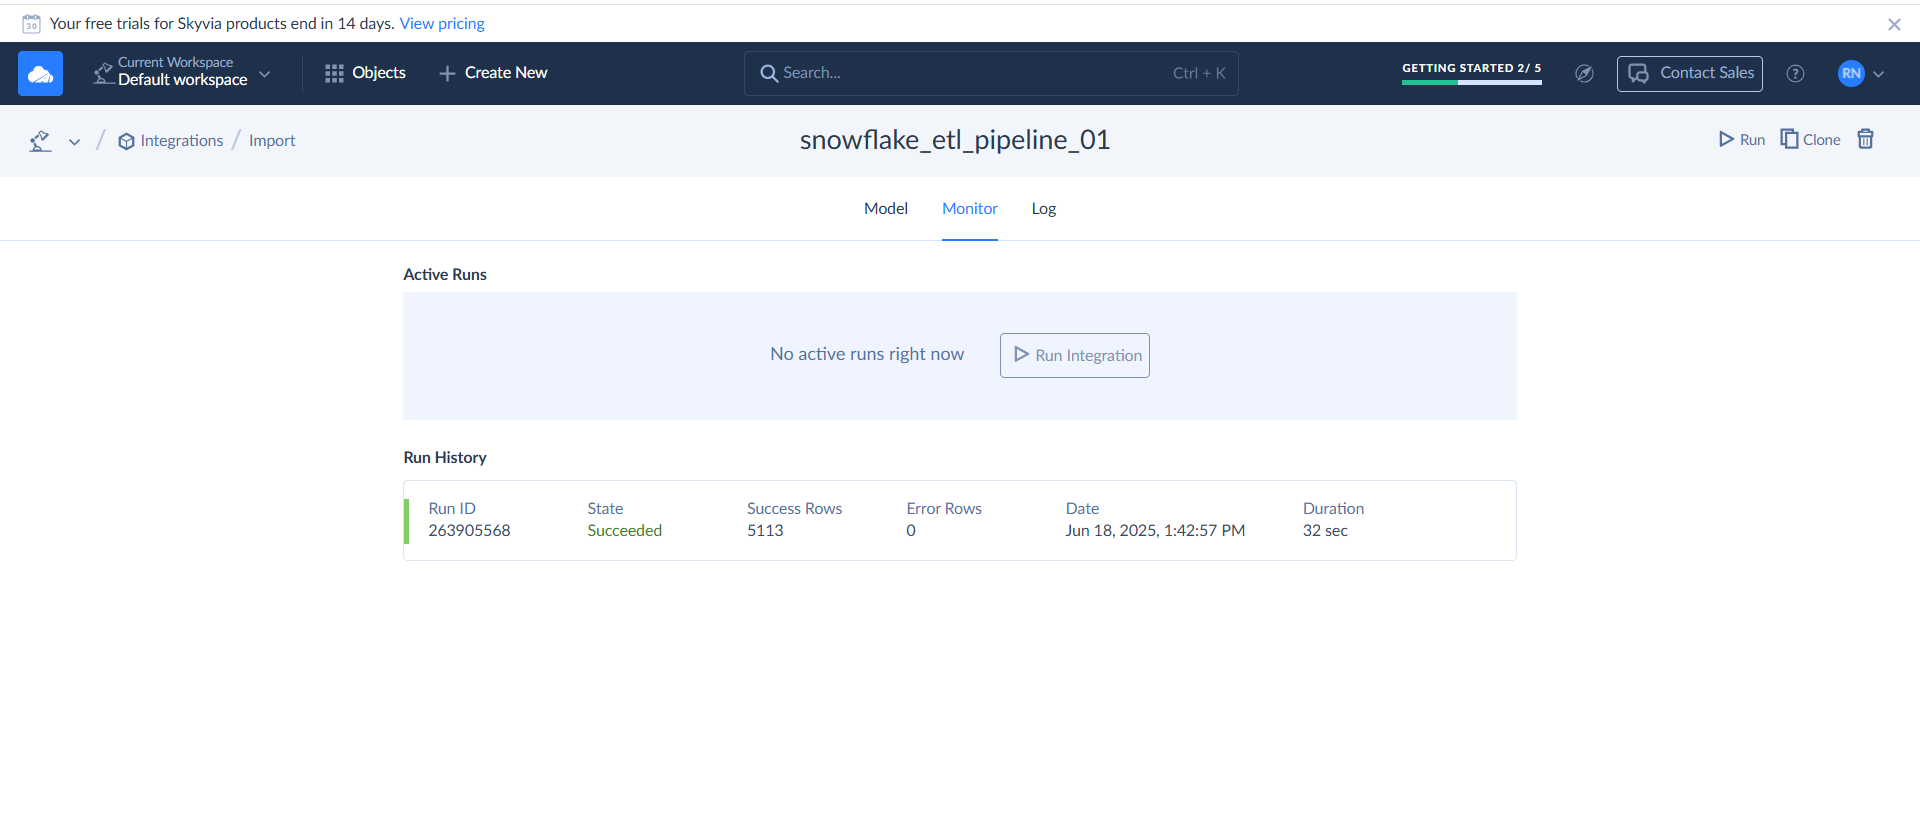 30 Your free trials for Skyvia products end in 14 days. View pricing
Current Workspace
Default workspace
Objects
Create New
Search...
Ctrl + K
GETTING STARTED 2/ 5
Contact Sales
?
RN
/ Integrations / Import
snowflake_etl_pipeline_01
Run
Clone
Model
Monitor
Log
Active Runs
No active runs right now
Run Integration
Run History
Run ID State Success Rows Error Rows Date Duration
263905568 Succeeded 5113 0 Jun 18, 2025, 1:42:57 PM 32 sec